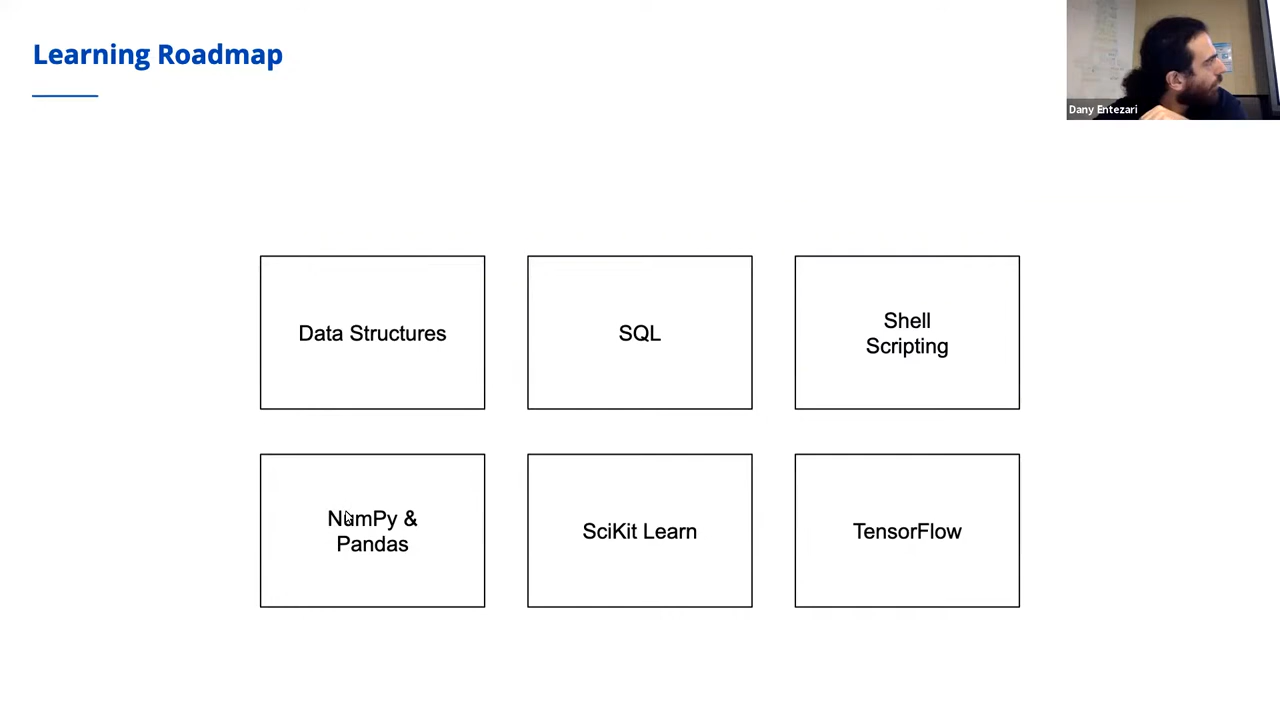 Learning Roadmap
Dany Entezari
Data Structures
SQL
Shell
Scripting
NumPy &
Pandas
SciKit Learn
TensorFlow